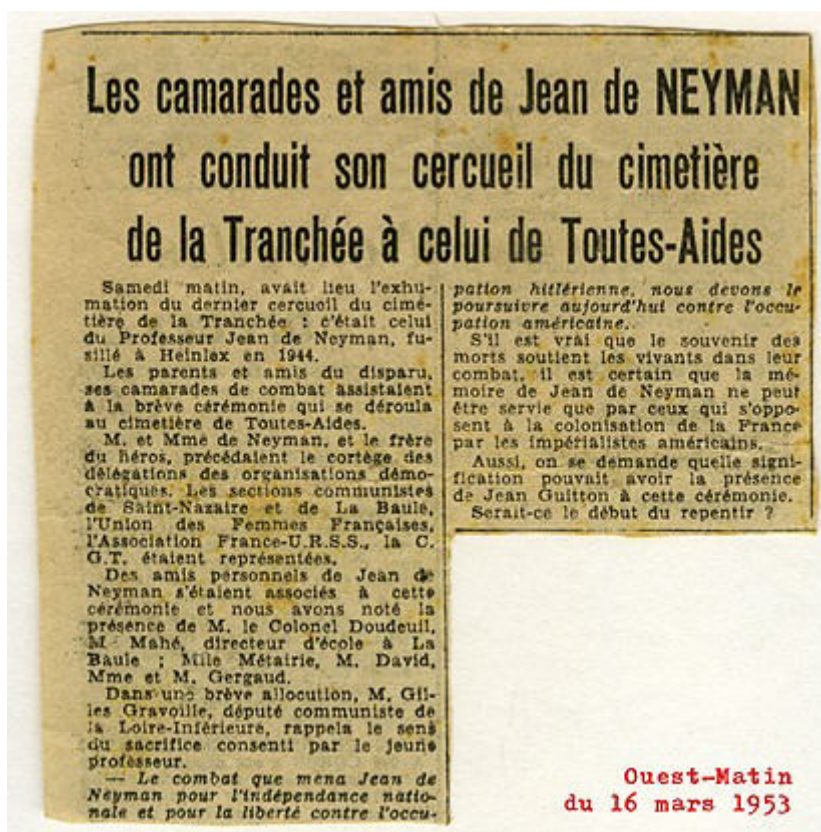 Les camarades et amis de Jean de NEYMAN
ont conduit son cercueil du cimetière
de la Tranchée à celui de Toutes-Aides
Samedi matin, avait lieu l'exhu-
mation du dernier cercueil du cime-
tière de la Tranchée : c'était celui
du Professeur Jean de Neyman, fu-
sillé à Heinlex en 1944.
Les parents et amis du disparu,
ses camarades de combat assistaient
à la brève cérémonie qui se déroula
au cimetière de Toutes-Aides.
M. et Mme de Neyman, et le frère
du héros, précédaient le cortège des
délégations des organisations démo-
cratiques. Les sections communistes
de Saint-Nazaire et de La Baule,
l'Union des Femmes Françaises,
l'Association France-U.R.S.S., la C.
G.T. étaient représentées.
Des amis personnels de Jean de
Neyman s'étaient associés à cette
cérémonie et nous avons noté la
présence de M. le Colonel Doudeuil,
M. Mahé, directeur d'école à La
Baule ; Mlle Métairie, M. David,
Mme et M. Gergaud.
Dans une brève allocution, M. Gil-
les Gravoille, député communiste de
la Loire-Inférieure, rappela le sens
du sacrifice consenti par le jeune
professeur.
— Le combat que mena Jean de
Neyman pour l'indépendance natio-
nale et pour la liberté contre l'occu-
pation hitlérienne, nous devons le
poursuivre aujourd'hui contre l'occu-
pation américaine.
S'il est vrai que le souvenir des
morts soutient les vivants dans leur
combat, il est certain que la mé-
moire de Jean de Neyman ne peut
être servie que par ceux qui s'oppo-
sent à la colonisation de la France
par les impérialistes américains. —
Aussi, on se demande quelle signi-
fication pouvait avoir la présence
de Jean Guitton à cette cérémonie.
Serait-ce le début du repentir ?
Ouest-Matin
du 16 mars 1953